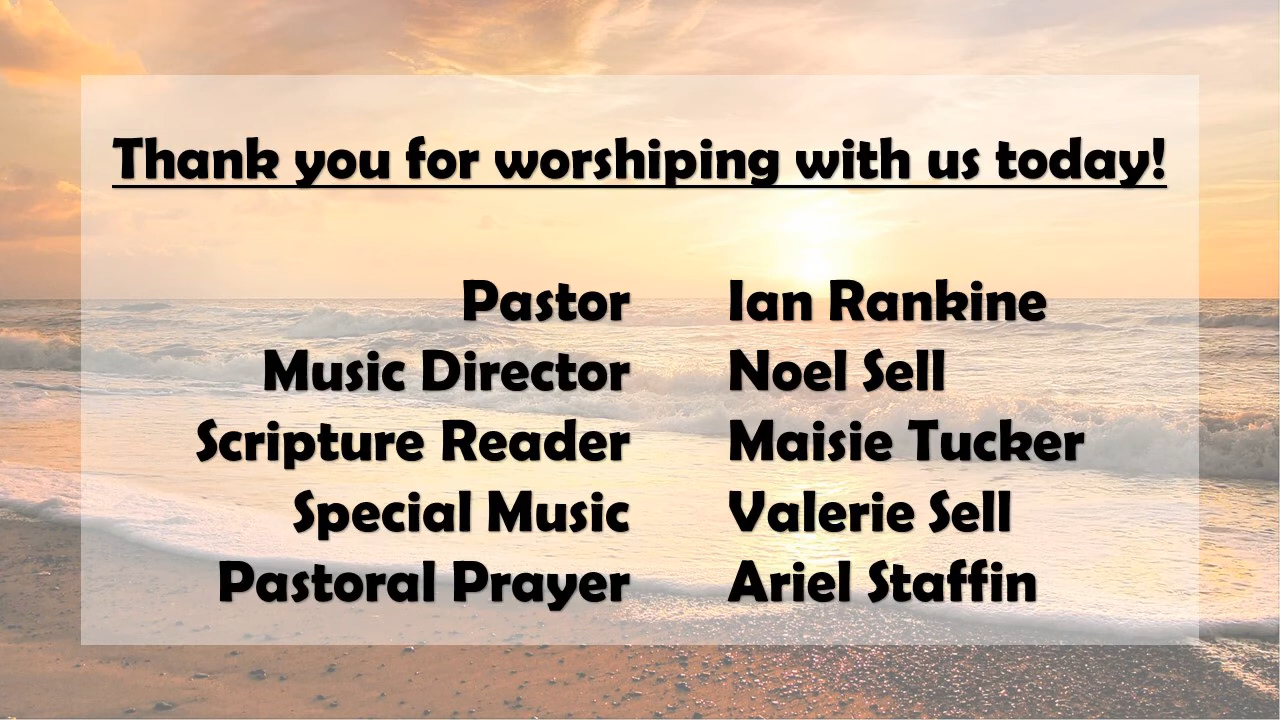 Thank you for worshiping with us today!
Pastor Ian Rankine
Music Director Noel Sell
Scripture Reader Maisie Tucker
Special Music Valerie Sell
Pastoral Prayer Ariel Staffin